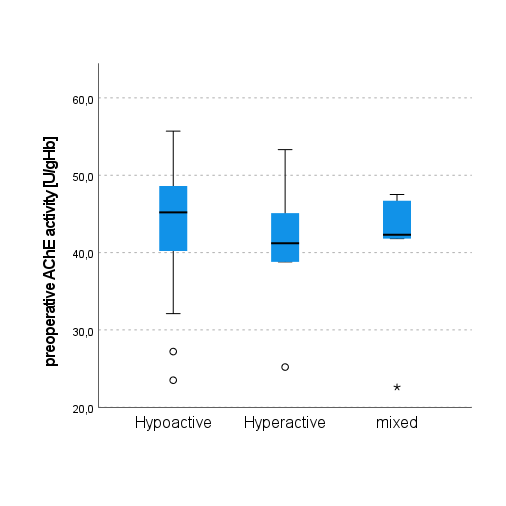 preoperative AChE activity [U/gHb]
60,0
50,0
40,0
30,0
20,0
Hypoactive
Hyperactive
mixed